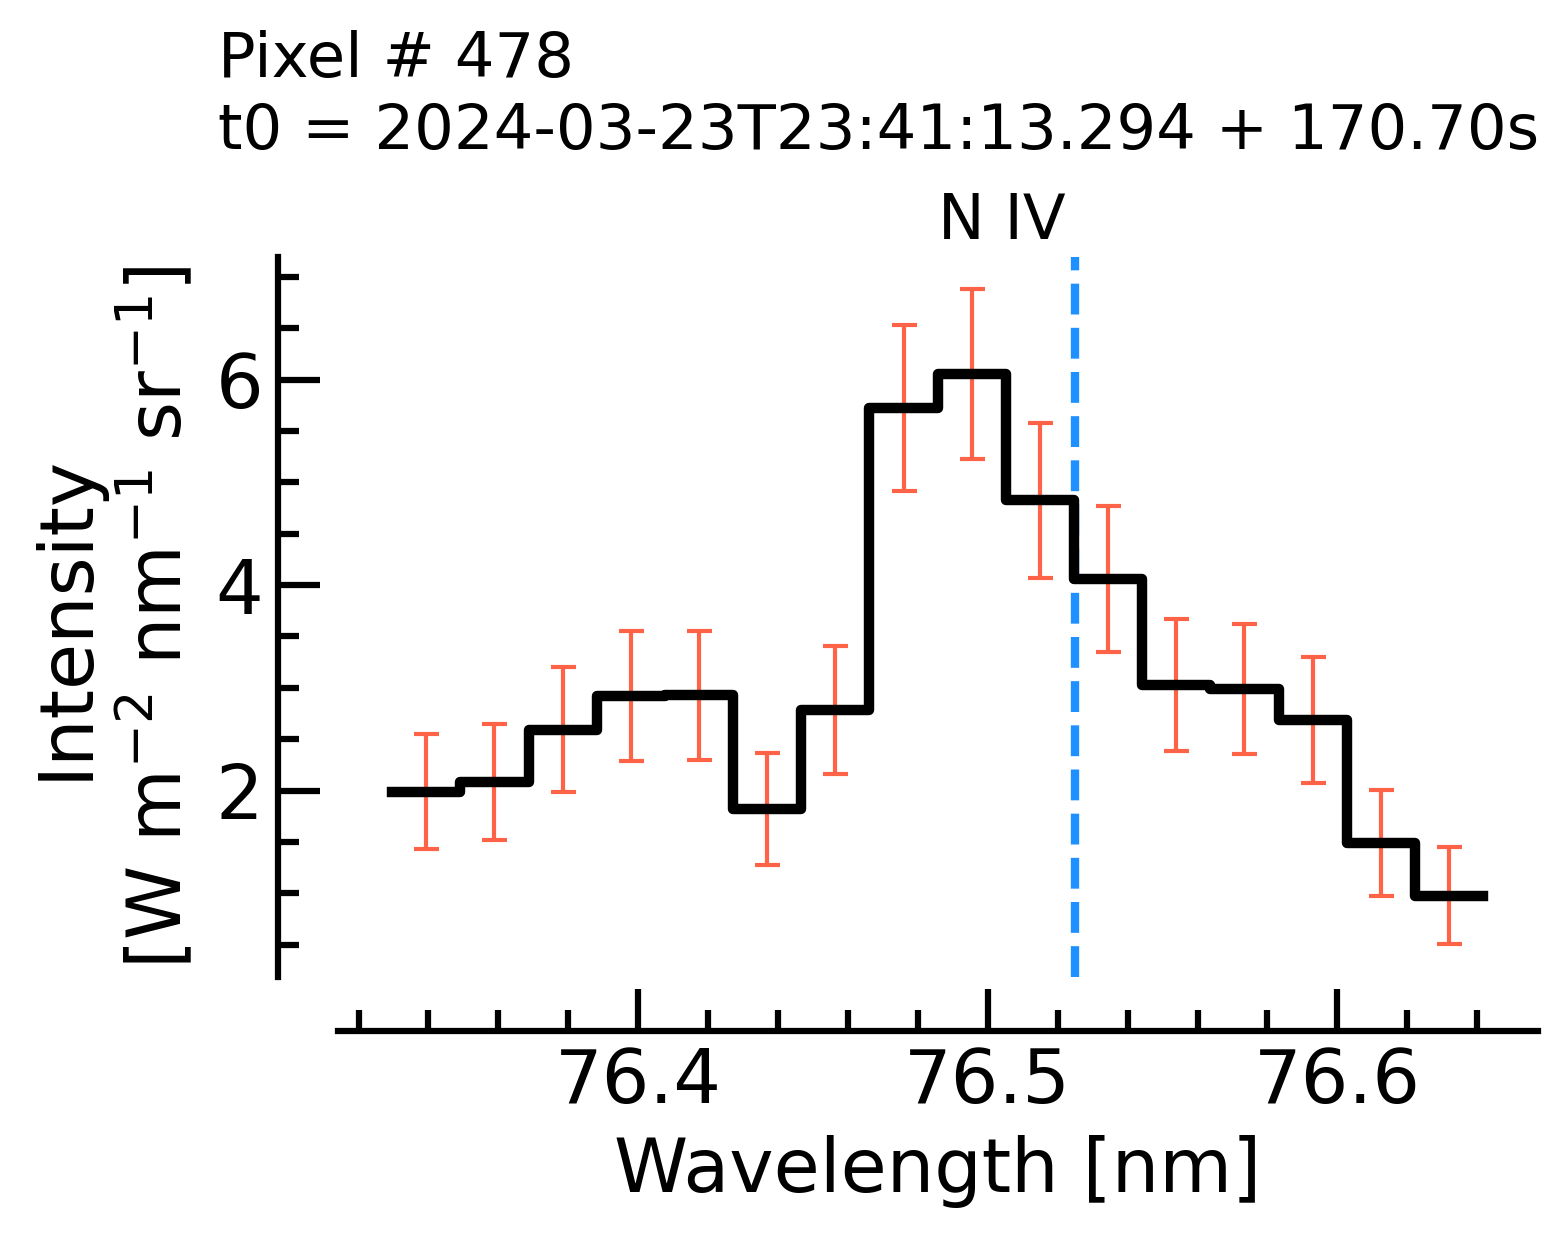 Pixel # 478
t0 = 2024-03-23T23:41:13.294 + 170.70s
N IV
Intensity
[W m⁻² nm⁻¹ sr⁻¹]
6
4
2
76.4 76.5 76.6
Wavelength [nm]